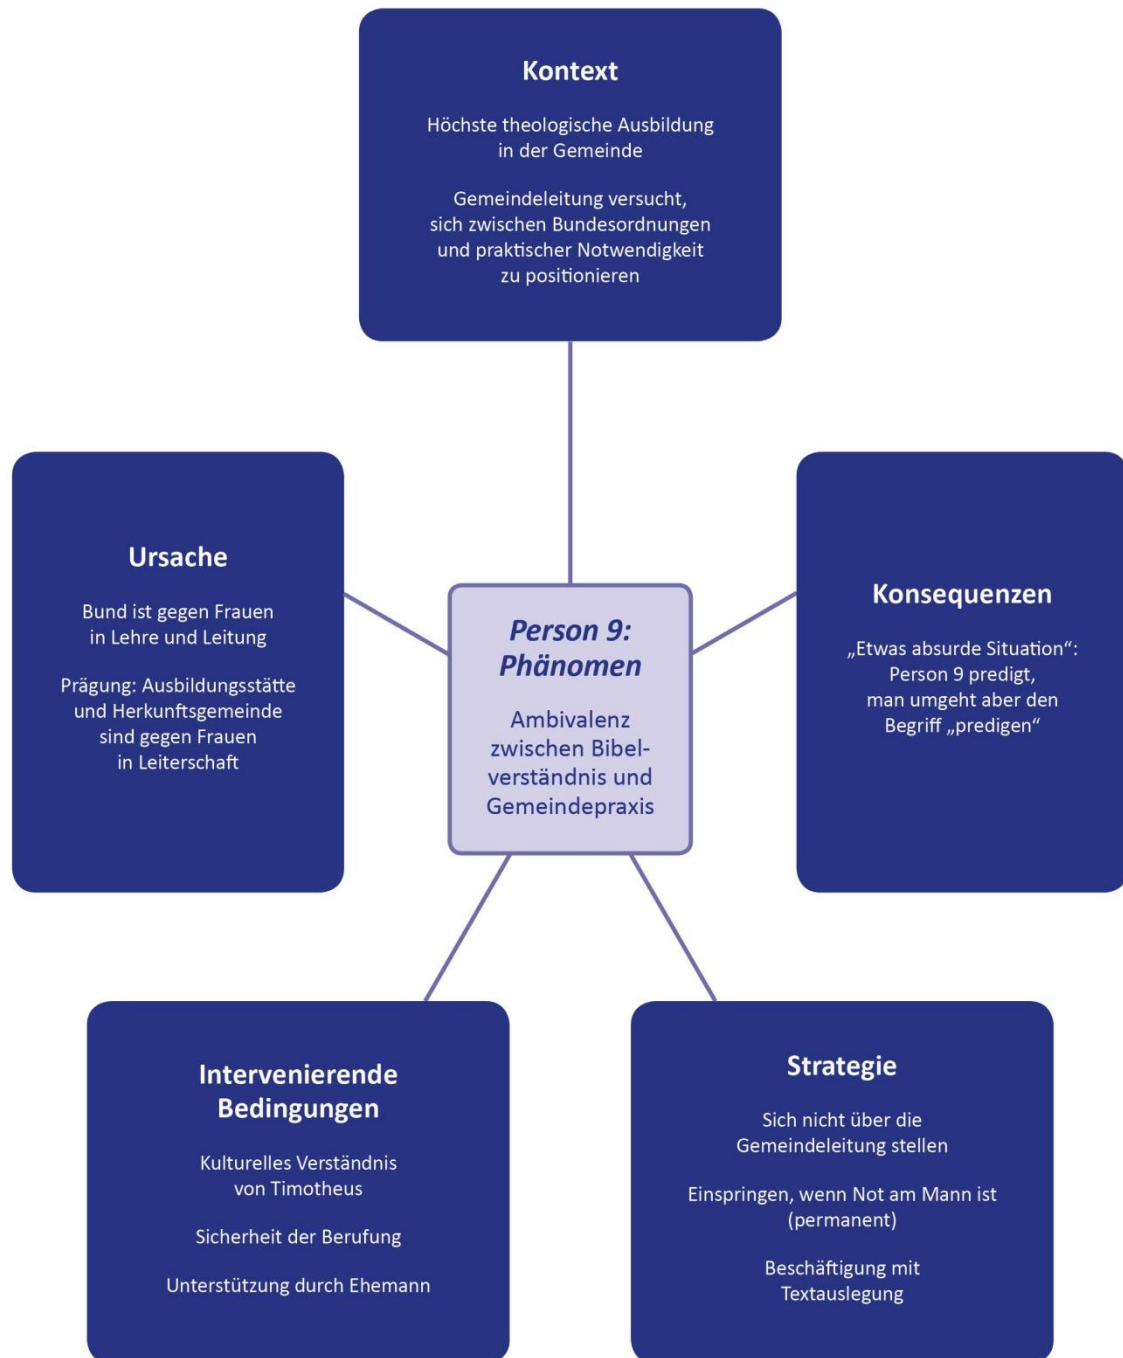 Kontext
Höchste theologische Ausbildung
in der Gemeinde
Gemeindeleitung versucht,
sich zwischen Bundesordnungen
und praktischer Notwendigkeit
zu positionieren
Ursache
Bund ist gegen Frauen
in Lehre und Leitung
Prägung: Ausbildungsstätte
und Herkunftsgemeinde
sind gegen Frauen
in Leiterschaft
Person 9:
Phänomen
Ambivalenz
zwischen Bibel-
verständnis und
Gemeindepraxis
Konsequenzen
„Etwas absurde Situation“:
Person 9 predigt,
man umgeht aber den
Begriff „predigen“
Intervenierende
Bedingungen
Kulturelles Verständnis
von Timotheus
Sicherheit der Berufung
Unterstützung durch Ehemann
Strategie
Sich nicht über die
Gemeindeleitung stellen
Einspringen, wenn Not am Mann ist
(permanent)
Beschäftigung mit
Textauslegung